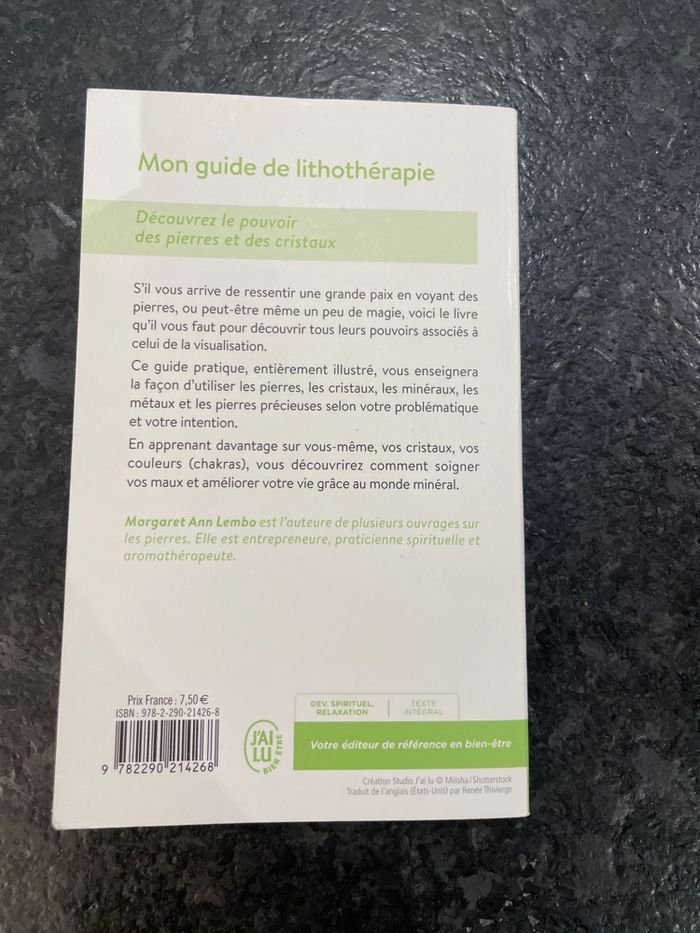 Mon guide de lithothérapie
Découvrez le pouvoir
des pierres et des cristaux
S'il vous arrive de ressentir une grande paix en voyant des
pierres, ou peut-être même un peu de magie, voici le livre
qu'il vous faut pour découvrir tous leurs pouvoirs associés à
celui de la visualisation.
Ce guide pratique, entièrement illustré, vous enseignera
la façon d'utiliser les pierres, les cristaux, les minéraux, les
métaux et les pierres précieuses selon votre problématique
et votre intention.
En apprenant davantage sur vous-même, vos cristaux, vos
couleurs (chakras), vous découvrirez comment soigner
vos maux et améliorer votre vie grâce au monde minéral.
Margaret Ann Lembo est l'auteure de plusieurs ouvrages sur
les pierres. Elle est entrepreneure, praticienne spirituelle et
aromathérapeute.
Prix France : 7,50 €
ISBN : 978-2-290-21426-8
9 782290 214268
J'AI
LU
BIEN ÊTRE
DEV. SPIRITUEL,
RELAXATION
TEXTE
INTÉGRAL
Votre éditeur de référence en bien-être
Création Studio J'ai lu © Miiisha / Shutterstock
Traduit de l'anglais (États-Unis) par Renée Thivierge